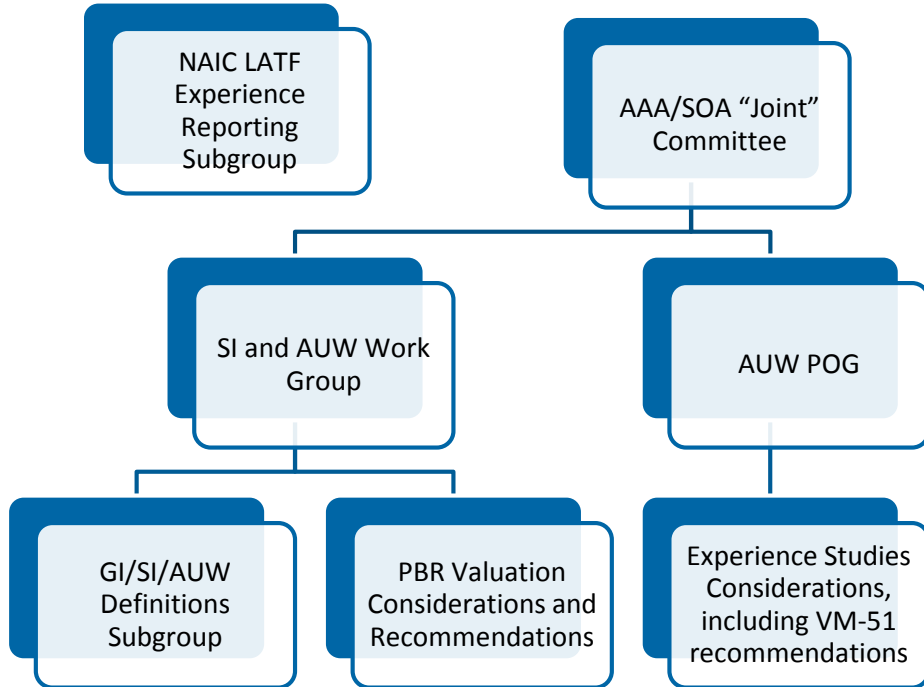 NAIC LATF
Experience
Reporting
Subgroup
AAA/SOA “Joint”
Committee
SI and AUW Work
Group
AUW POG
GI/SI/AUW
Definitions
Subgroup
PBR Valuation
Considerations and
Recommendations
Experience Studies
Considerations,
including VM-51
recommendations